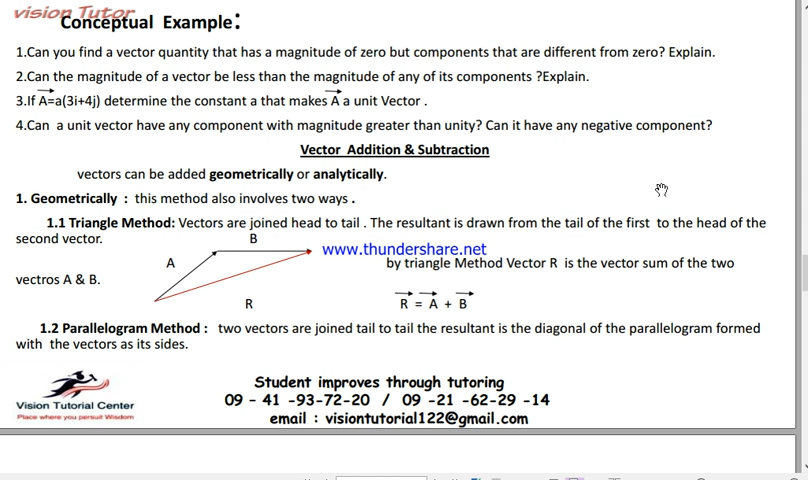 vision Tutor
Conceptual Example:
1.Can you find a vector quantity that has a magnitude of zero but components that are different from zero? Explain.
2.Can the magnitude of a vector be less than the magnitude of any of its components ?Explain.
3.If A=a(3i+4j) determine the constant a that makes A a unit Vector .
4.Can a unit vector have any component with magnitude greater than unity? Can it have any negative component?
Vector Addition & Subtraction
vectors can be added geometrically or analytically.
1. Geometrically : this method also involves two ways .
1.1 Triangle Method: Vectors are joined head to tail . The resultant is drawn from the tail of the first to the head of the
second vector.
B
www.thundershare.net
A
by triangle Method Vector R is the vector sum of the two
vectros A & B.
R
R = A + B
1.2 Parallelogram Method : two vectors are joined tail to tail the resultant is the diagonal of the parallelogram formed
with the vectors as its sides.
Vision Tutorial Center
Place where you persuit Wisdom
Student improves through tutoring
09 - 41 -93-72-20 / 09 -21 -62-29 -14
email : visiontutorial122@gmail.com